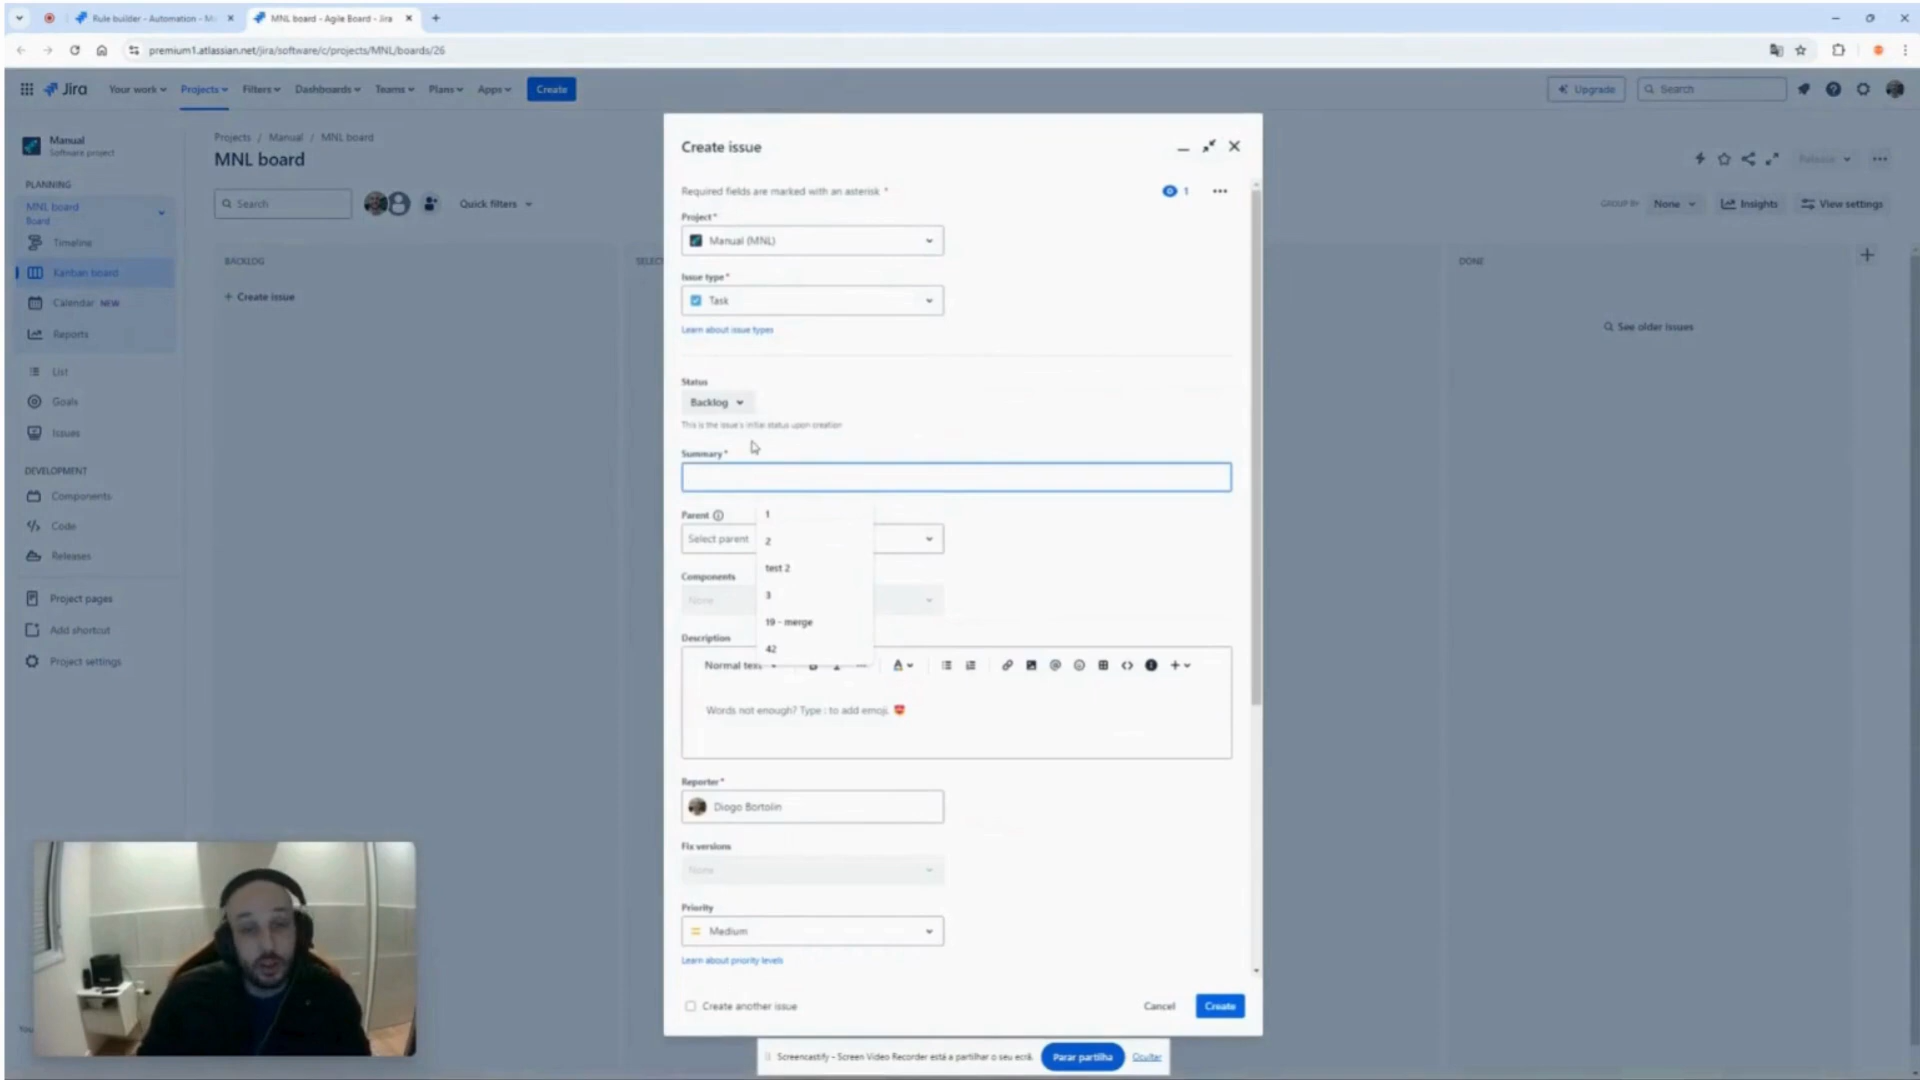 Rule builder - Automation - M
MNL board - Agile Board - Jira
premium1.atlassian.net/jira/software/c/projects/MNL/boards/26
Jira
Your work
Projects
Filters
Dashboards
Teams
Plans
Apps
Create
Upgrade
Search
Manual
Software project
PLANNING
MNL board
Board
Timeline
Kanban board
Calendar NEW
Reports
List
Goals
Issues
DEVELOPMENT
Components
Code
Releases
Project pages
Add shortcut
Project settings
You
Projects / Manual / MNL board
MNL board
Search
Quick filters
Release
GROUP BY
None
Insights
View settings
BACKLOG
+ Create issue
SELEC
DONE
See older issues
Create issue
Required fields are marked with an asterisk *
1
Project *
Manual (MNL)
Issue type *
Task
Learn about issue types
Status
Backlog
This is the issue's initial status upon creation
Summary *
Parent
Select parent
1
2
test 2
3
19 - merge
42
Components
None
Description
Normal text
Words not enough? Type : to add emoji. 😍
Reporter *
Diogo Bortolin
Fix versions
None
Priority
Medium
Learn about priority levels
Create another issue
Cancel
Create
Screencastify - Screen Video Recorder está a partilhar o seu ecrã.
Parar partilha
Ocultar